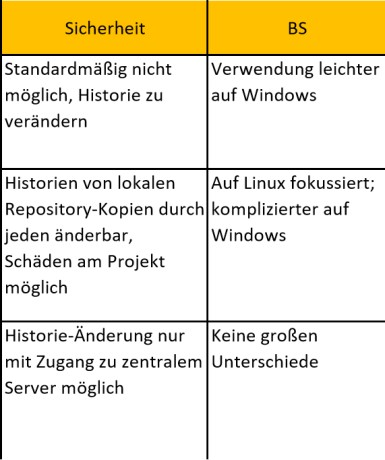 Sicherheit
BS
Standardmäßig nicht
möglich, Historie zu
verändern
Verwendung leichter
auf Windows
Historien von lokalen
Repository-Kopien durch
jeden änderbar,
Schäden am Projekt
möglich
Auf Linux fokussiert;
komplizierter auf
Windows
Historie-Änderung nur
mit Zugang zu zentralem
Server möglich
Keine großen
Unterschiede